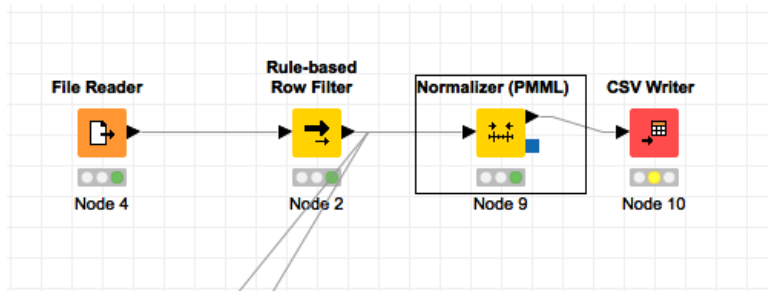 File Reader
Rule-based
Row Filter
Normalizer (PMML)
CSV Writer
Node 4
Node 2
Node 9
Node 10